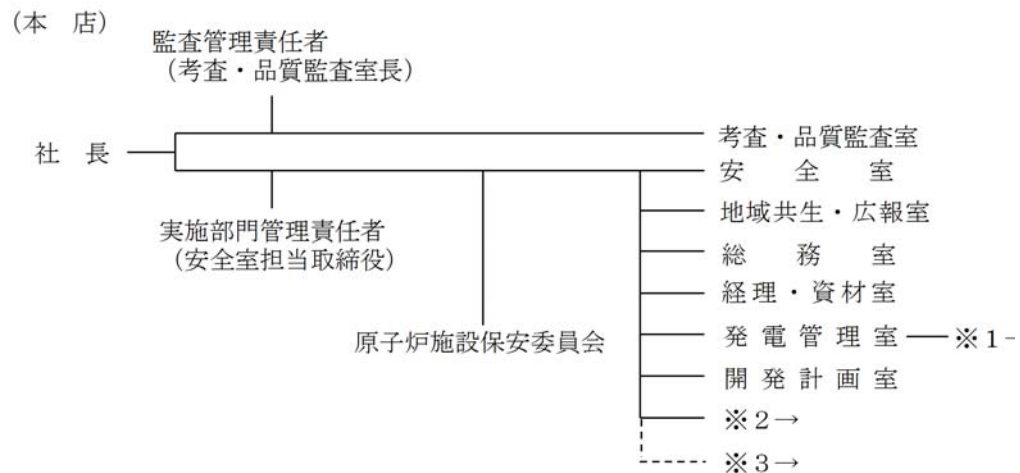 (本　店)
監査管理責任者
(考査・品質監査室長)
社　長
考査・品質監査室
安　全　室
地域共生・広報室
実施部門管理責任者
(安全室担当取締役)
総　務　室
経理・資材室
原子炉施設保安委員会
発電管理室
※1
開発計画室
※2→
※3→